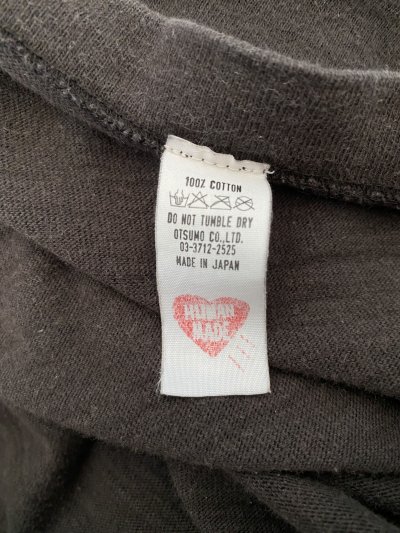 100% COTTON
DO NOT TUMBLE DRY
OTSUMO CO.,LTD.
03-3712-2525
MADE IN JAPAN
HUMAN
MADE